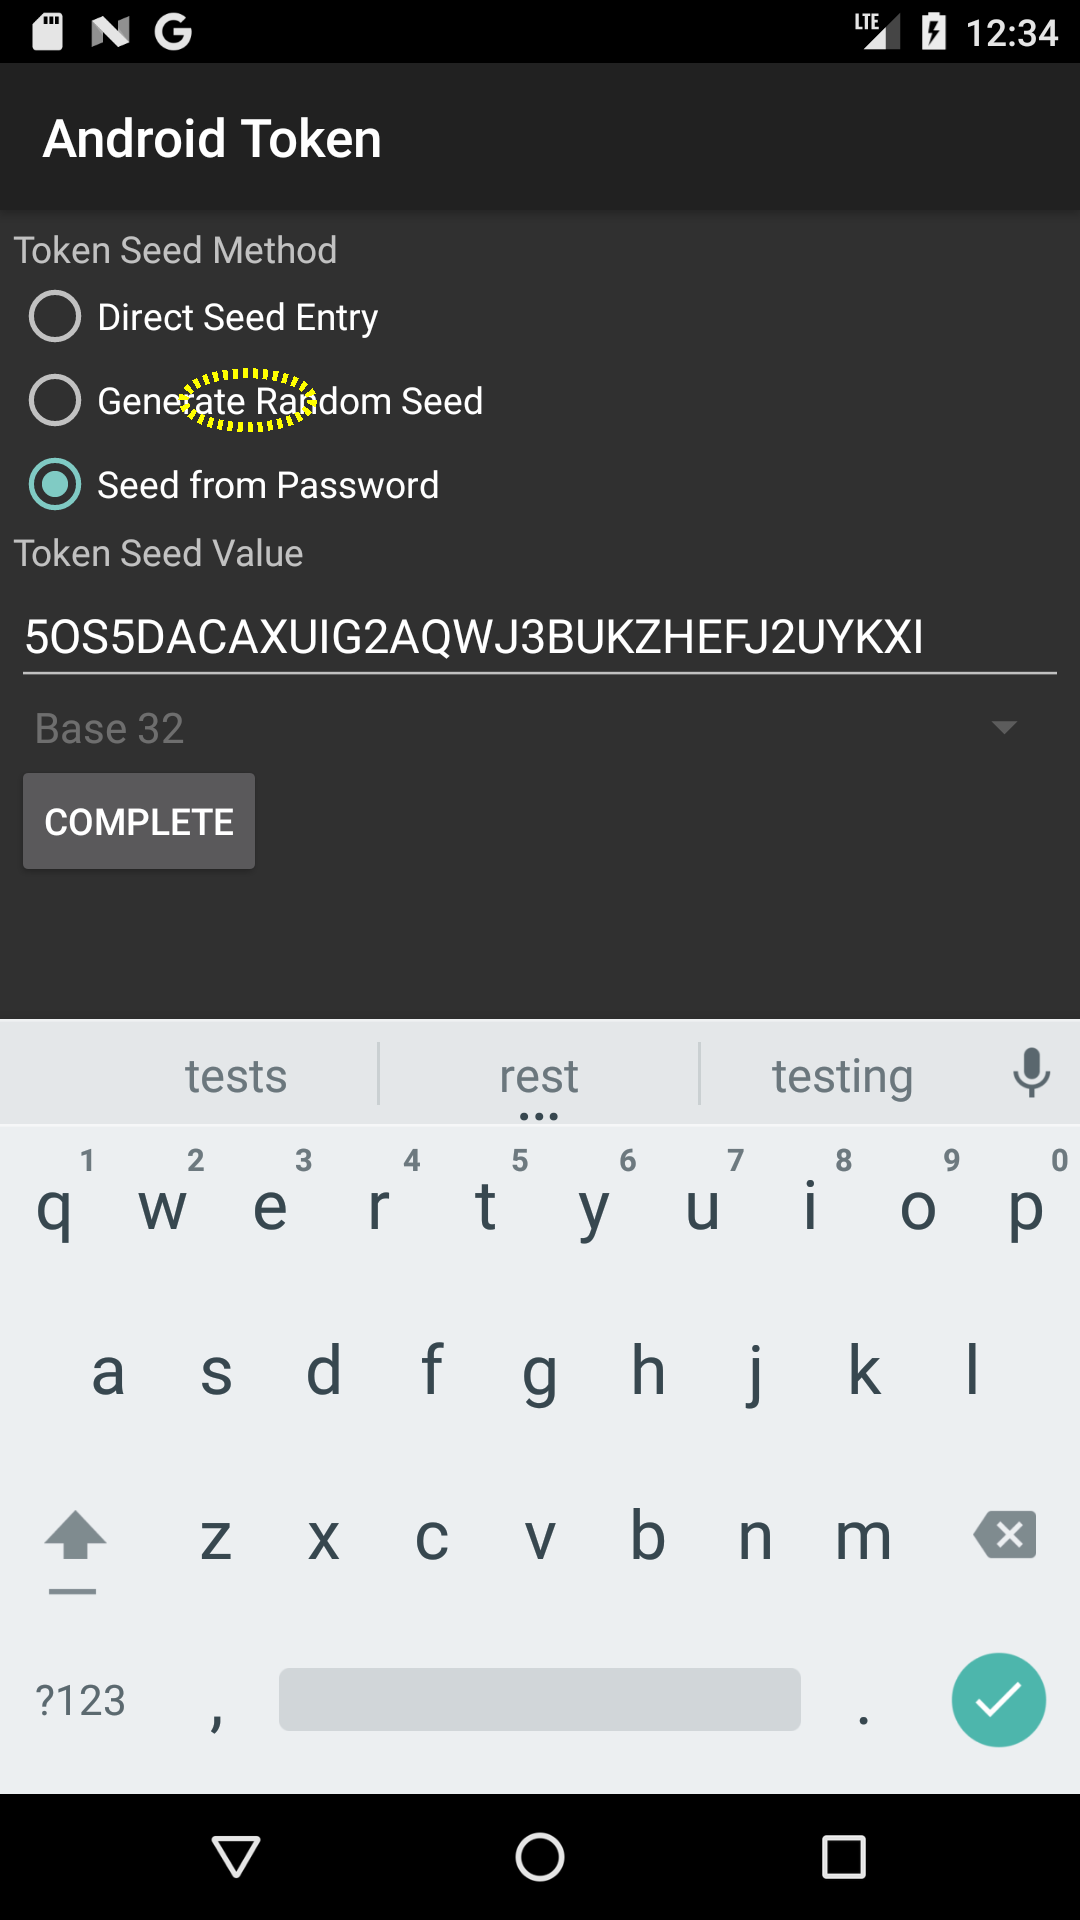 LTE 12:34
Android Token
Token Seed Method
Direct Seed Entry
Generate Random Seed
Seed from Password
Token Seed Value
5OS5DACAXUIG2AQWJ3BUKZHEFJ2UYKXI
Base 32
COMPLETE
tests rest testing
1 2 3 4 5 6 7 8 9 0
q w e r t y u i o p
a s d f g h j k l
z x c v b n m
?123 , .